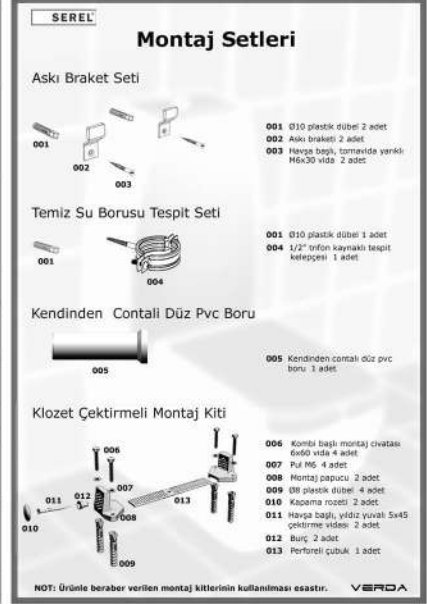 SEREL
Montaj Setleri
Askı Braket Seti
001
002
003
001 Ø10 plastik dübel 2 adet
002 Askı braketi 2 adet
003 Havşa başlı, tornavida yarıklı
M6x30 vida 2 adet
Temiz Su Borusu Tespit Seti
001
004
001 Ø10 plastik dübel 1 adet
004 1/2" trifon kaynaklı tespit
kelepçesi 1 adet
Kendinden Contali Düz Pvc Boru
005
005 Kendinden contalı düz pvc
boru 1 adet
Klozet Çektirmeli Montaj Kiti
006
007
013
012
011
010
008
009
006 Kombi başlı montaj civatası
6x60 vida 4 adet
007 Pul M6 4 adet
008 Montaj papucu 2 adet
009 Ø8 plastik dübel 4 adet
010 Kapama rozeti 2 adet
011 Havşa başlı, yıldız yuvalı 5x45
çektirme vidası 2 adet
012 Burç 2 adet
013 Perforeli çubuk 1 adet
NOT: Ürünle beraber verilen montaj kitlerinin kullanılması esastır.
VERDA